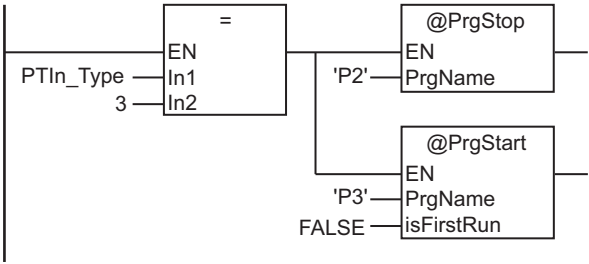 =
EN
PTIn_Type In1
3 In2
@PrgStop
EN
'P2' PrgName
@PrgStart
EN
'P3' PrgName
FALSE isFirstRun